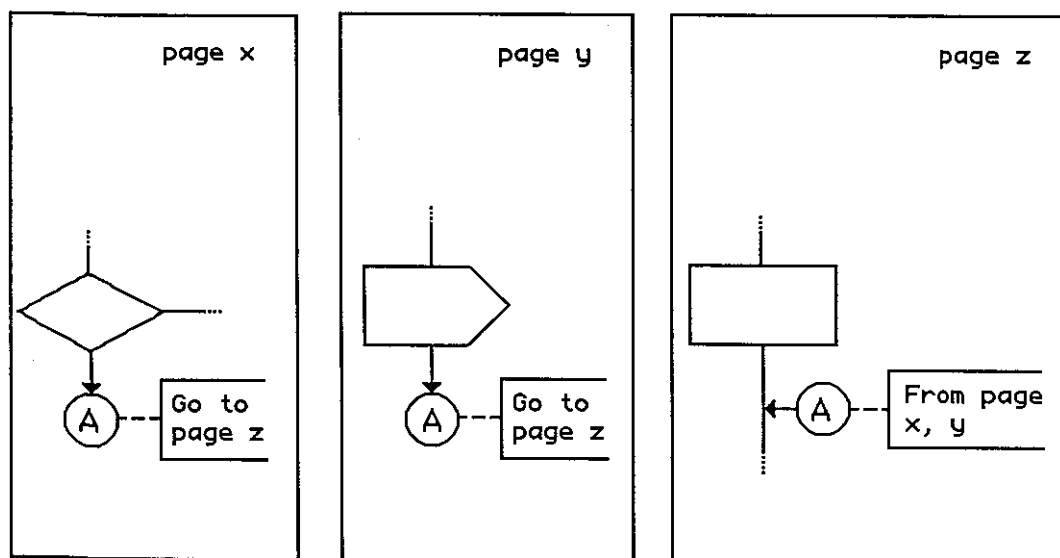 page x
A
Go to
page z
page y
A
Go to
page z
page z
A
From page
x, y